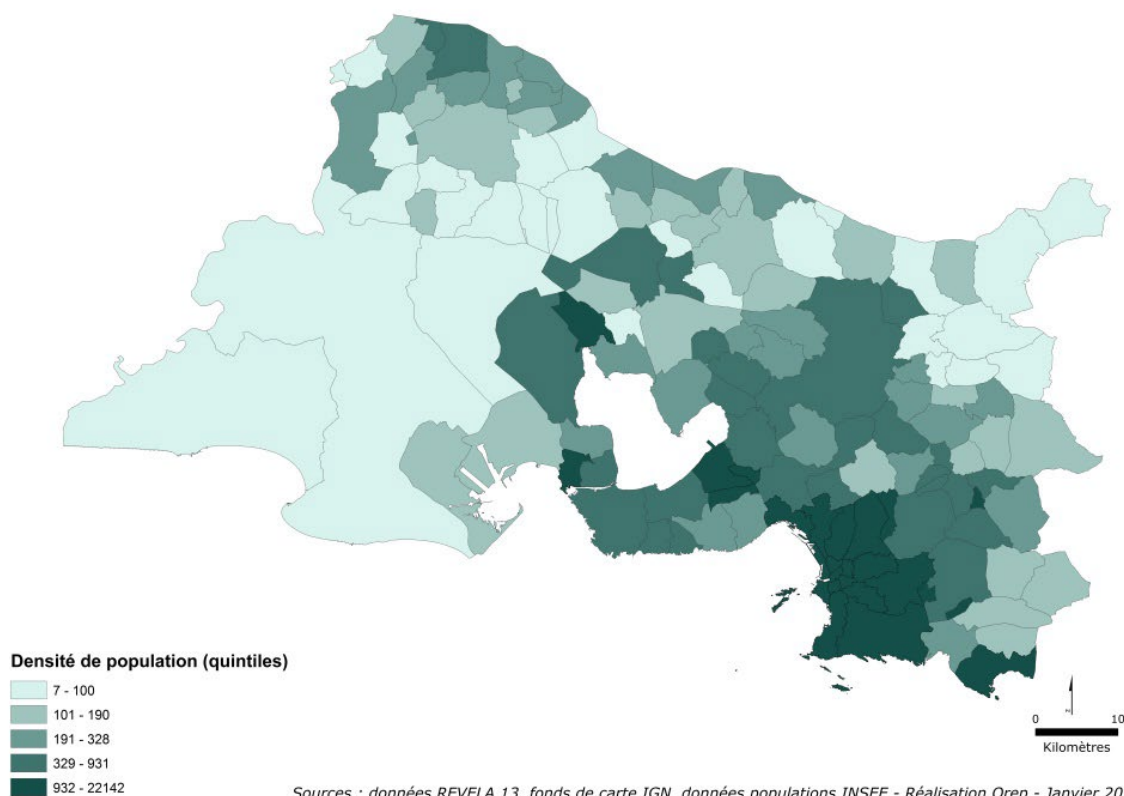 Densité de population (quintiles)
7 - 100
101 - 190
191 - 328
329 - 931
932 - 22142
0 10
Kilomètres
Sources : données REVELA 13, fonds de carte IGN, données populations INSEE - Réalisation Orep - Janvier 20